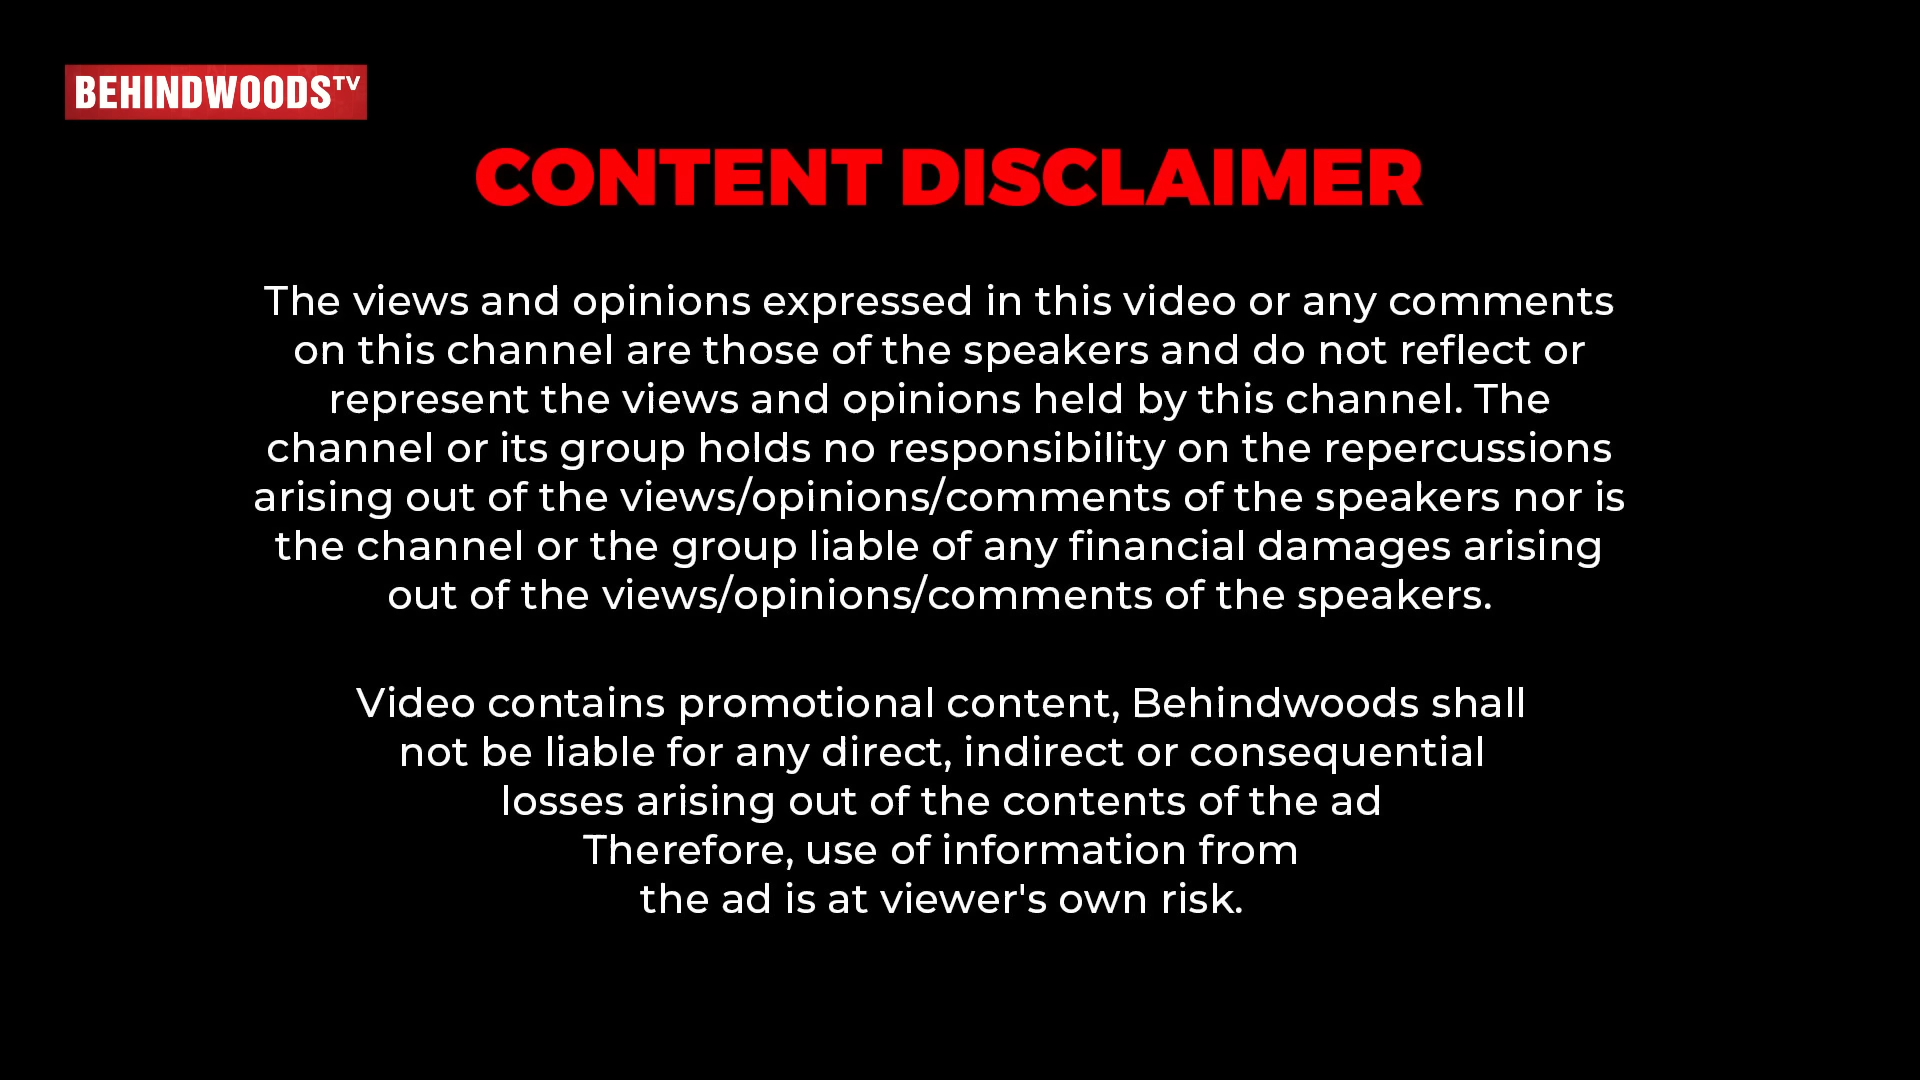 BEHINDWOODS TV
CONTENT DISCLAIMER
The views and opinions expressed in this video or any comments
on this channel are those of the speakers and do not reflect or
represent the views and opinions held by this channel. The
channel or its group holds no responsibility on the repercussions
arising out of the views/opinions/comments of the speakers nor is
the channel or the group liable of any financial damages arising
out of the views/opinions/comments of the speakers.
Video contains promotional content, Behindwoods shall
not be liable for any direct, indirect or consequential
losses arising out of the contents of the ad
Therefore, use of information from
the ad is at viewer's own risk.